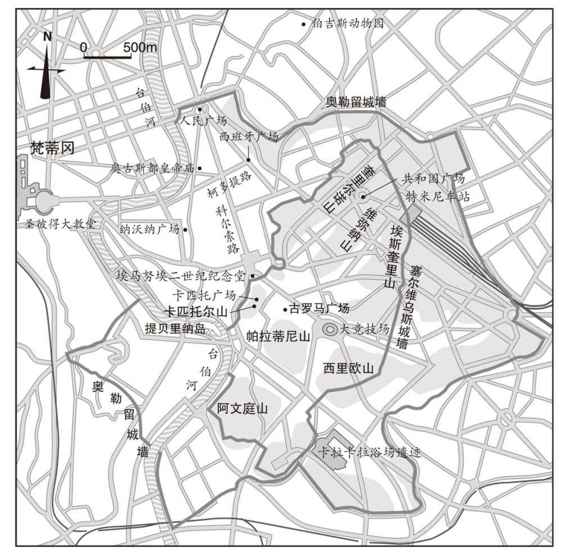 伯吉斯动物园
N
0 500m
台伯河
奥勒留城墙
人民广场
西班牙广场
梵蒂冈
奥古斯都皇帝庙
柯多提路
奎里尔诺山
共和国广场
特米尼车站
维弥纳山
圣彼得大教堂
纳沃纳广场
科尔索路
埃斯奎里山
塞尔维乌斯城墙
埃马努埃二世纪纪念堂
卡匹托广场
卡匹托尔山
古罗马广场
提贝里纳岛
帕拉蒂尼山
大竞技场
台伯河
西里欧山
奥勒留城墙
阿文庭山
卡拉卡拉浴场遗迹